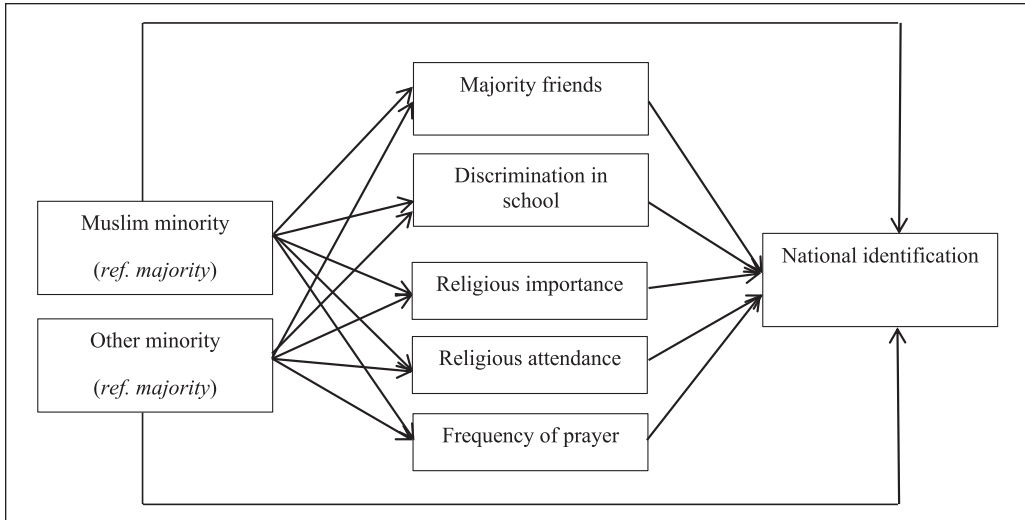 Majority friends
Discrimination in
school
Muslim minority
(ref. majority)
National identification
Religious importance
Other minority
(ref. majority)
Religious attendance
Frequency of prayer